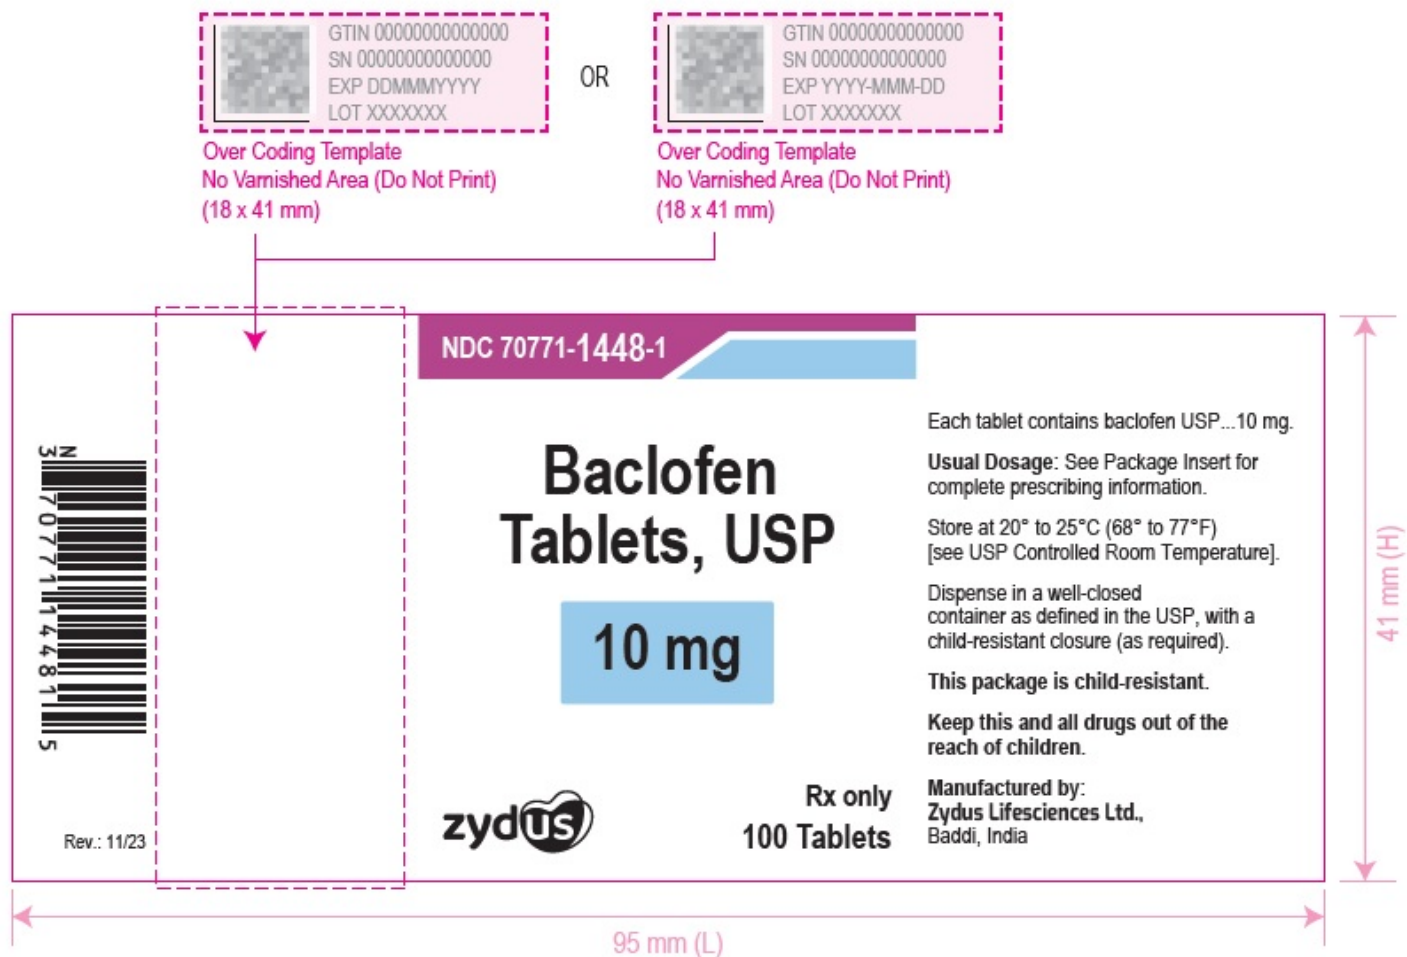 GTIN 00000000000000
SN 00000000000000
EXP DDMMMYYYY
LOT XXXXXXX
OR
GTIN 00000000000000
SN 00000000000000
EXP YYYY-MMM-DD
LOT XXXXXXX
Over Coding Template
No Varnished Area (Do Not Print)
(18 x 41 mm)
Over Coding Template
No Varnished Area (Do Not Print)
(18 x 41 mm)
N
3 70771 14481 5
Rev.: 11/23
NDC 70771-1448-1
Baclofen
Tablets, USP
10 mg
zydus
Rx only
100 Tablets
Each tablet contains baclofen USP...10 mg.
Usual Dosage: See Package Insert for
complete prescribing information.
Store at 20° to 25°C (68° to 77°F)
[see USP Controlled Room Temperature].
Dispense in a well-closed
container as defined in the USP, with a
child-resistant closure (as required).
This package is child-resistant.
Keep this and all drugs out of the
reach of children.
Manufactured by:
Zydus Lifesciences Ltd.,
Baddi, India
41 mm (H)
95 mm (L)